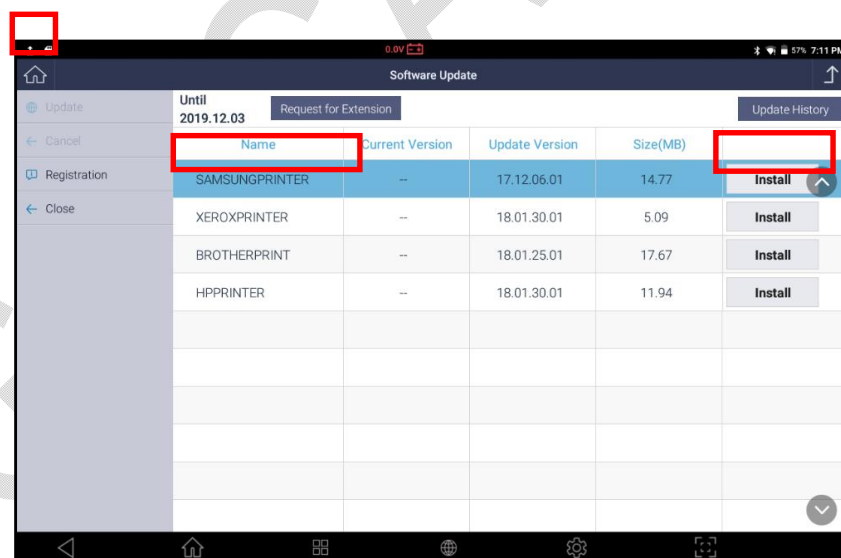 0.0V 57% 7:11 PM
Software Update
Update
Until
2019.12.03
Request for Extension
Update History
Cancel
Name Current Version Update Version Size(MB)
Registration
SAMSUNGPRINTER -- 17.12.06.01 14.77 Install
Close
XEROXPRINTER -- 18.01.30.01 5.09 Install
BROTHERPRINT -- 18.01.25.01 17.67 Install
HPPRINTER -- 18.01.30.01 11.94 Install